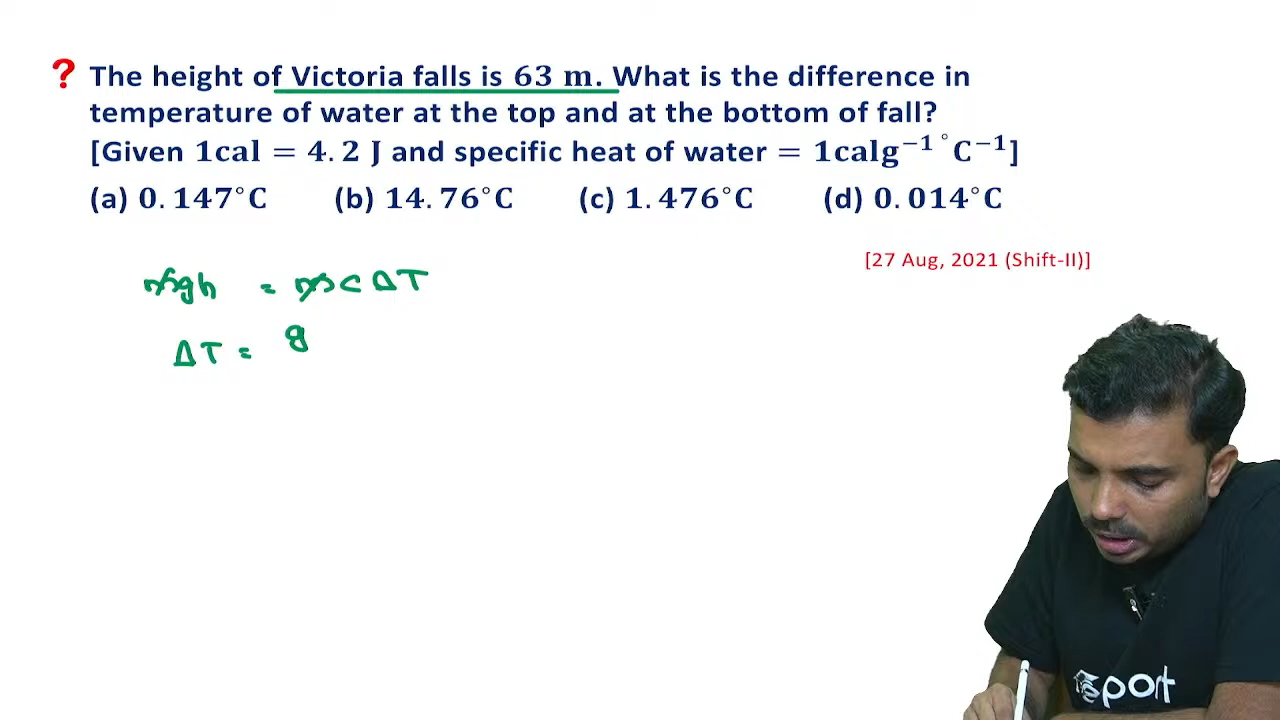 ? The height of Victoria falls is 63 m. What is the difference in
temperature of water at the top and at the bottom of fall?
[Given 1cal = 4.2 J and specific heat of water = 1calg⁻¹°C⁻¹]
(a) 0.147°C (b) 14.76°C (c) 1.476°C (d) 0.014°C
[27 Aug, 2021 (Shift-II)]
mgh = msCΔT
ΔT = g